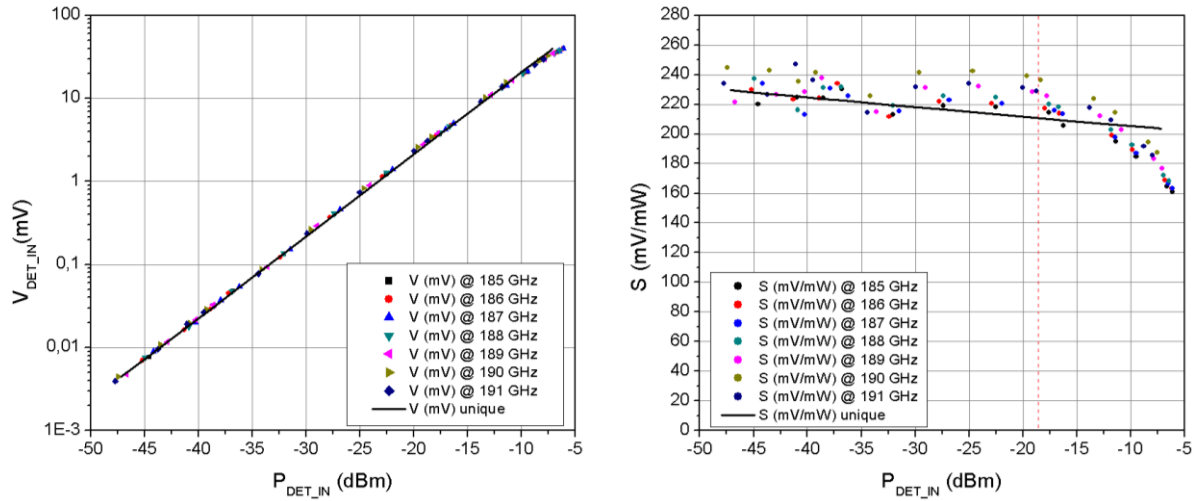 100
10
1
0,1
0,01
1E-3
V_DET_IN(mV)
-50 -45 -40 -35 -30 -25 -20 -15 -10 -5
P_DET_IN (dBm)
V (mV) @ 185 GHz
V (mV) @ 186 GHz
V (mV) @ 187 GHz
V (mV) @ 188 GHz
V (mV) @ 189 GHz
V (mV) @ 190 GHz
V (mV) @ 191 GHz
V (mV) unique
280
260
240
220
200
180
160
140
120
100
80
60
40
20
0
S (mV/mW)
-50 -45 -40 -35 -30 -25 -20 -15 -10 -5
P_DET_IN (dBm)
S (mV/mW) @ 185 GHz
S (mV/mW) @ 186 GHz
S (mV/mW) @ 187 GHz
S (mV/mW) @ 188 GHz
S (mV/mW) @ 189 GHz
S (mV/mW) @ 190 GHz
S (mV/mW) @ 191 GHz
S (mV/mW) unique